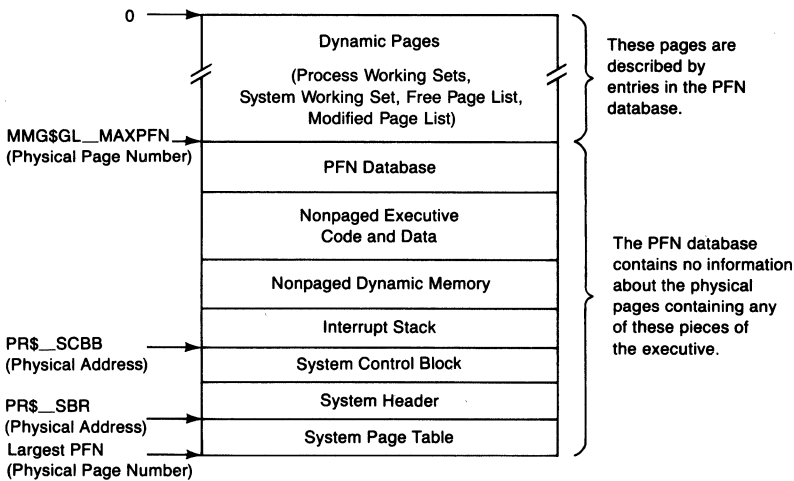 0
Dynamic Pages
(Process Working Sets,
System Working Set, Free Page List,
Modified Page List)
These pages are
described by
entries in the PFN
database.
MMG$GL__MAXPFN
(Physical Page Number)
PFN Database
Nonpaged Executive
Code and Data
Nonpaged Dynamic Memory
Interrupt Stack
The PFN database
contains no information
about the physical
pages containing any
of these pieces of
the executive.
PR$__SCBB
(Physical Address)
System Control Block
System Header
PR$__SBR
(Physical Address)
System Page Table
Largest PFN
(Physical Page Number)